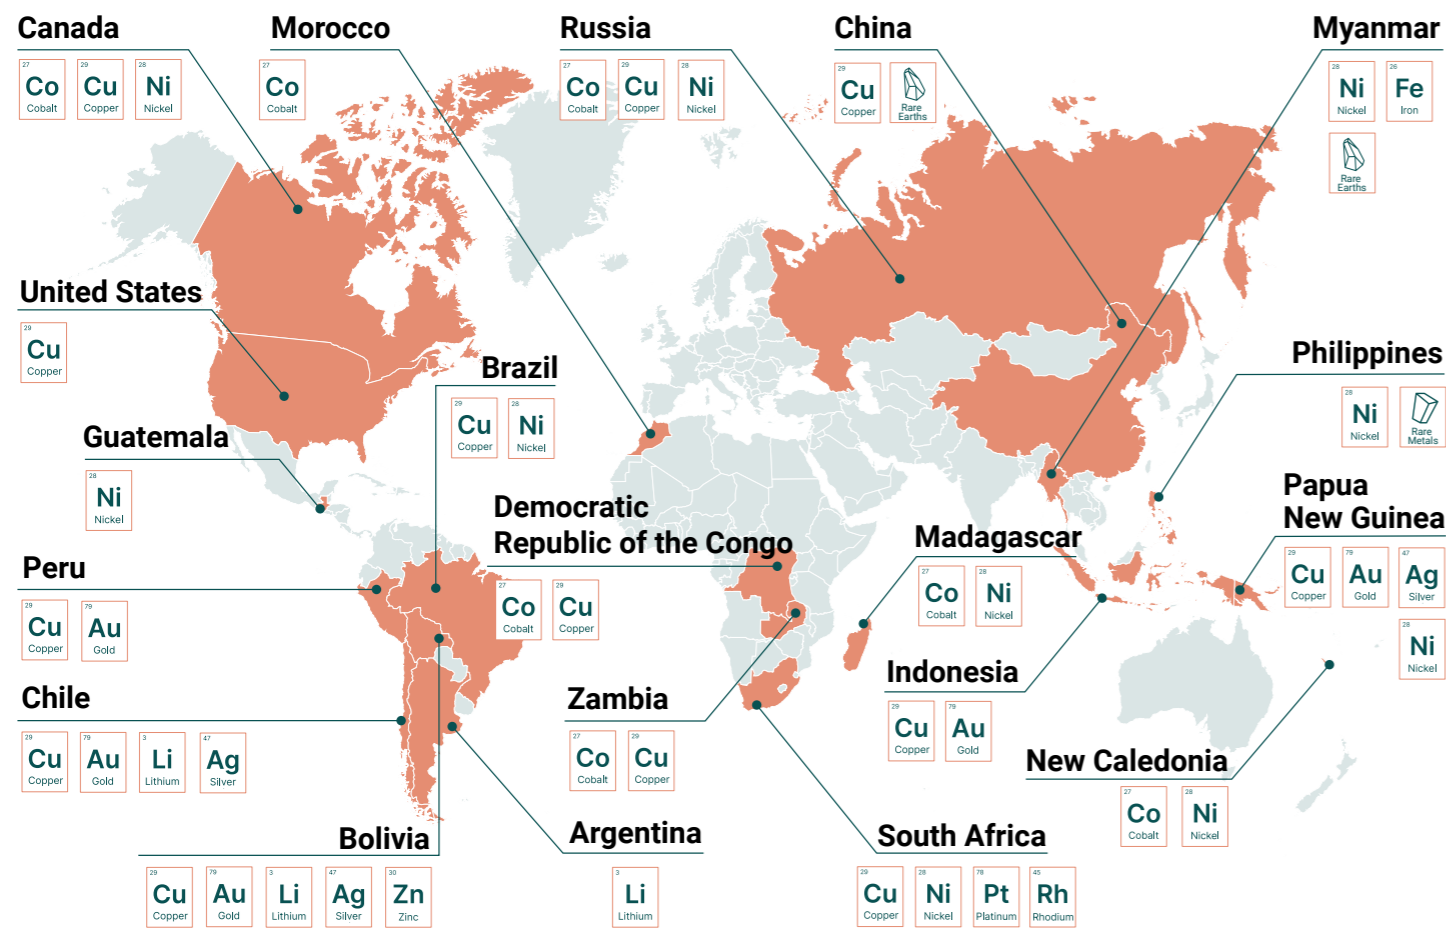 Canada
27
Co
Cobalt
29
Cu
Copper
28
Ni
Nickel
Morocco
27
Co
Cobalt
Russia
27
Co
Cobalt
29
Cu
Copper
28
Ni
Nickel
China
29
Cu
Copper
Rare
Earths
Myanmar
28
Ni
Nickel
26
Fe
Iron
Rare
Earths
United States
29
Cu
Copper
Brazil
29
Cu
Copper
28
Ni
Nickel
Philippines
28
Ni
Nickel
Rare
Metals
Guatemala
28
Ni
Nickel
Democratic
Republic of the Congo
27
Co
Cobalt
29
Cu
Copper
Papua
New Guinea
29
Cu
Copper
79
Au
Gold
47
Ag
Silver
28
Ni
Nickel
Madagascar
27
Co
Cobalt
28
Ni
Nickel
Peru
29
Cu
Copper
79
Au
Gold
Indonesia
29
Cu
Copper
79
Au
Gold
Chile
29
Cu
Copper
79
Au
Gold
3
Li
Lithium
47
Ag
Silver
Zambia
27
Co
Cobalt
29
Cu
Copper
New Caledonia
27
Co
Cobalt
28
Ni
Nickel
Bolivia
29
Cu
Copper
79
Au
Gold
3
Li
Lithium
47
Ag
Silver
30
Zn
Zinc
Argentina
3
Li
Lithium
South Africa
29
Cu
Copper
28
Ni
Nickel
78
Pt
Platinum
45
Rh
Rhodium